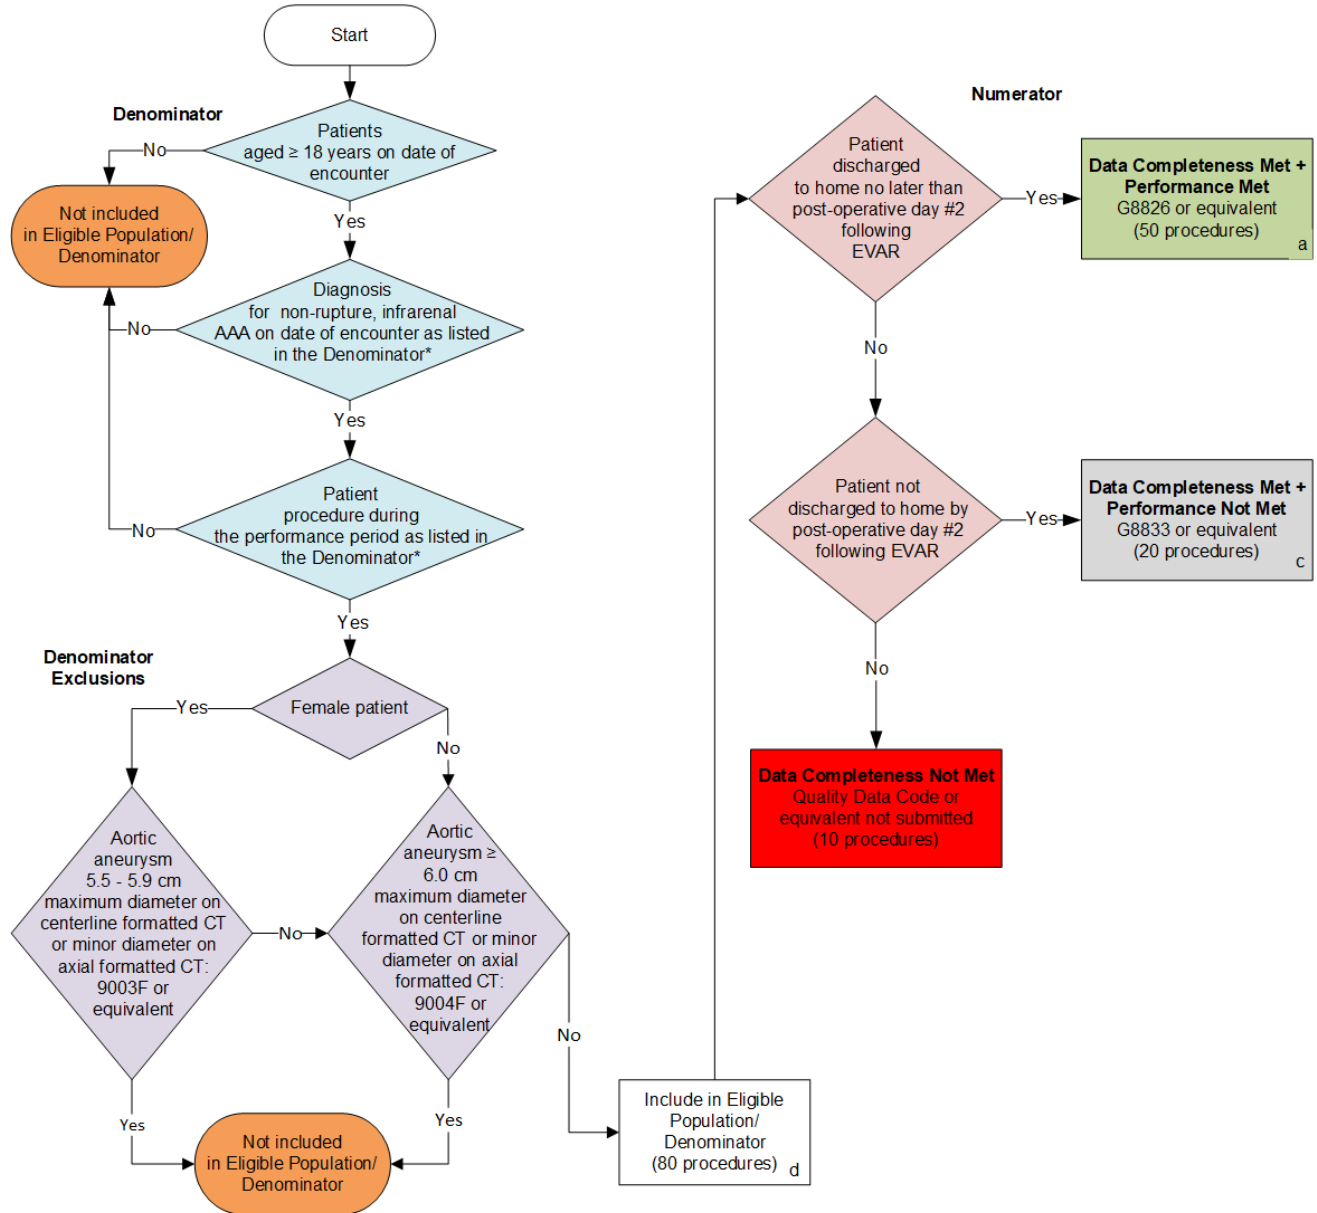 Start
Denominator
Patients
aged ≥ 18 years on date of
encounter
No
Not included
in Eligible Population/
Denominator
Yes
Diagnosis
for  non-rupture, infrarenal
AAA on date of encounter as listed
in the Denominator*
No
Yes
Patient
procedure during
the performance period as listed in
the Denominator*
No
Yes
Denominator
Exclusions
Female patient
Yes
No
Aortic
aneurysm
5.5 - 5.9 cm
maximum diameter on
centerline formatted CT
or minor diameter on
axial formatted CT:
9003F or
equivalent
No
Aortic
aneurysm ≥
6.0 cm
maximum diameter
on centerline
formatted CT or minor
diameter on axial
formatted CT:
9004F or
equivalent
No
Yes
Yes
Not included
in Eligible Population/
Denominator
Include in Eligible
Population/
Denominator
(80 procedures)
d
Numerator
Patient
discharged
to home no later than
post-operative day #2
following
EVAR
Yes
Data Completeness Met +
Performance Met
G8826 or equivalent
(50 procedures)
a
No
Patient not
discharged to home by
post-operative day #2
following EVAR
Yes
Data Completeness Met +
Performance Not Met
G8833 or equivalent
(20 procedures)
c
No
Data Completeness Not Met
Quality Data Code or
equivalent not submitted
(10 procedures)